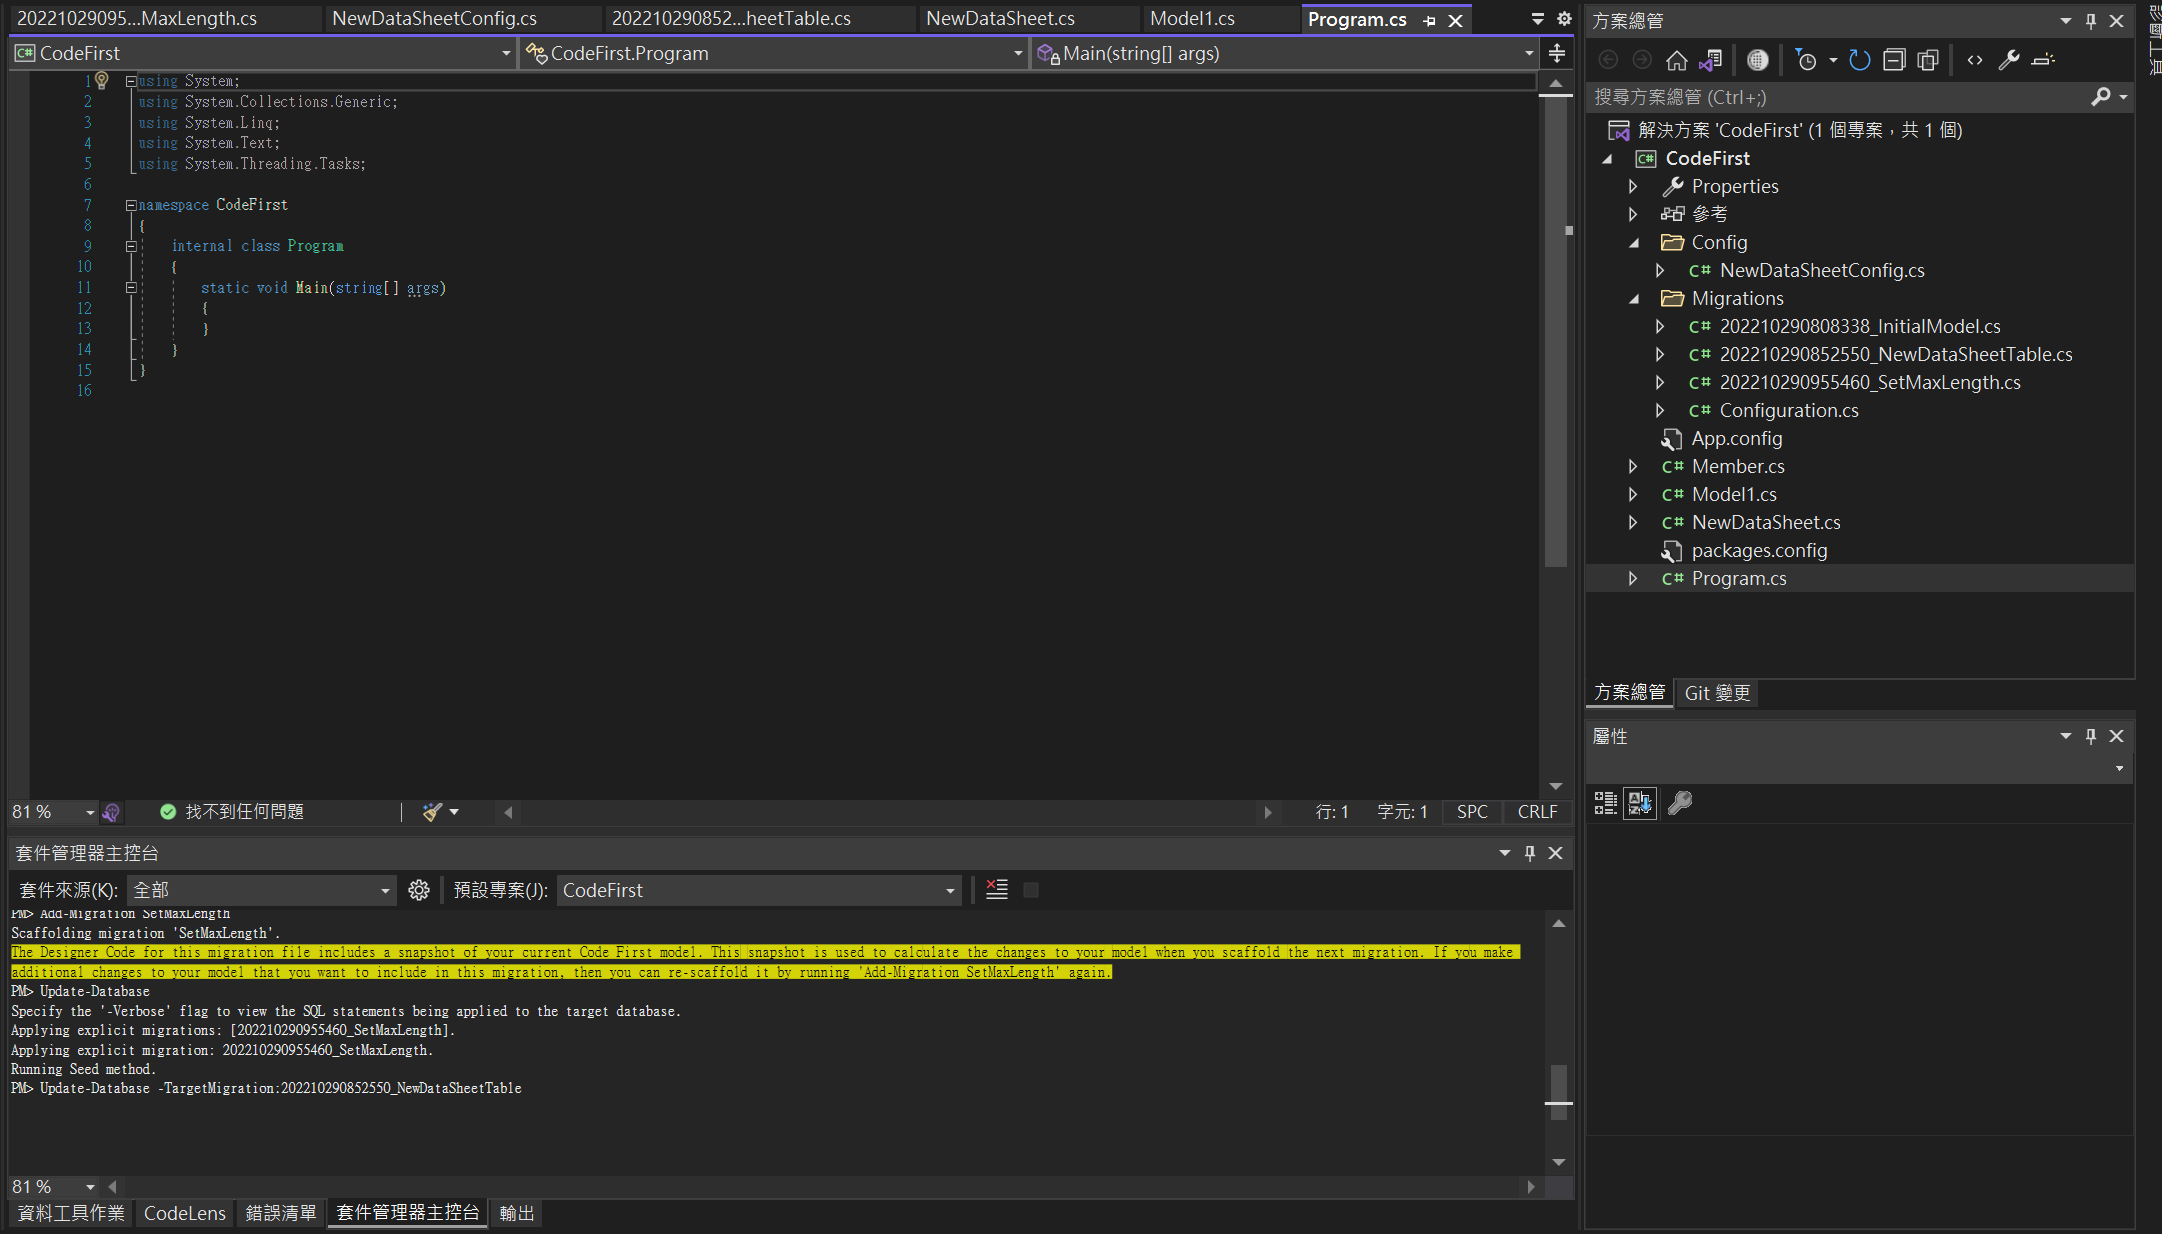 20221029095...MaxLength.cs
NewDataSheetConfig.cs
202210290852...heetTable.cs
NewDataSheet.cs
Model1.cs
Program.cs
CodeFirst
CodeFirst.Program
Main(string[] args)
1 using System;
2 using System.Collections.Generic;
3 using System.Linq;
4 using System.Text;
5 using System.Threading.Tasks;
6
7 namespace CodeFirst
8 {
9 internal class Program
10 {
11 static void Main(string[] args)
12 {
13 }
14 }
15 }
16
81 %
找不到任何問題
行: 1
字元: 1
SPC
CRLF
套件管理器主控台
套件來源(K): 全部
預設專案(J): CodeFirst
PM> Add-Migration SetMaxLength
Scaffolding migration 'SetMaxLength'.
The Designer Code for this migration file includes a snapshot of your current Code First model. This snapshot is used to calculate the changes to your model when you scaffold the next migration. If you make
additional changes to your model that you want to include in this migration, then you can re-scaffold it by running 'Add-Migration SetMaxLength' again.
PM> Update-Database
Specify the '-Verbose' flag to view the SQL statements being applied to the target database.
Applying explicit migrations: [202210290955460_SetMaxLength].
Applying explicit migration: 202210290955460_SetMaxLength.
Running Seed method.
PM> Update-Database -TargetMigration:202210290852550_NewDataSheetTable
81 %
資料工具作業
CodeLens
錯誤清單
套件管理器主控台
輸出
方案總管
搜尋方案總管 (Ctrl+;)
解決方案 'CodeFirst' (1 個專案，共 1 個)
C# CodeFirst
Properties
參考
Config
C# NewDataSheetConfig.cs
Migrations
C# 202210290808338_InitialModel.cs
C# 202210290852550_NewDataSheetTable.cs
C# 202210290955460_SetMaxLength.cs
C# Configuration.cs
App.config
C# Member.cs
C# Model1.cs
C# NewDataSheet.cs
packages.config
C# Program.cs
方案總管
Git 變更
屬性
診斷工具